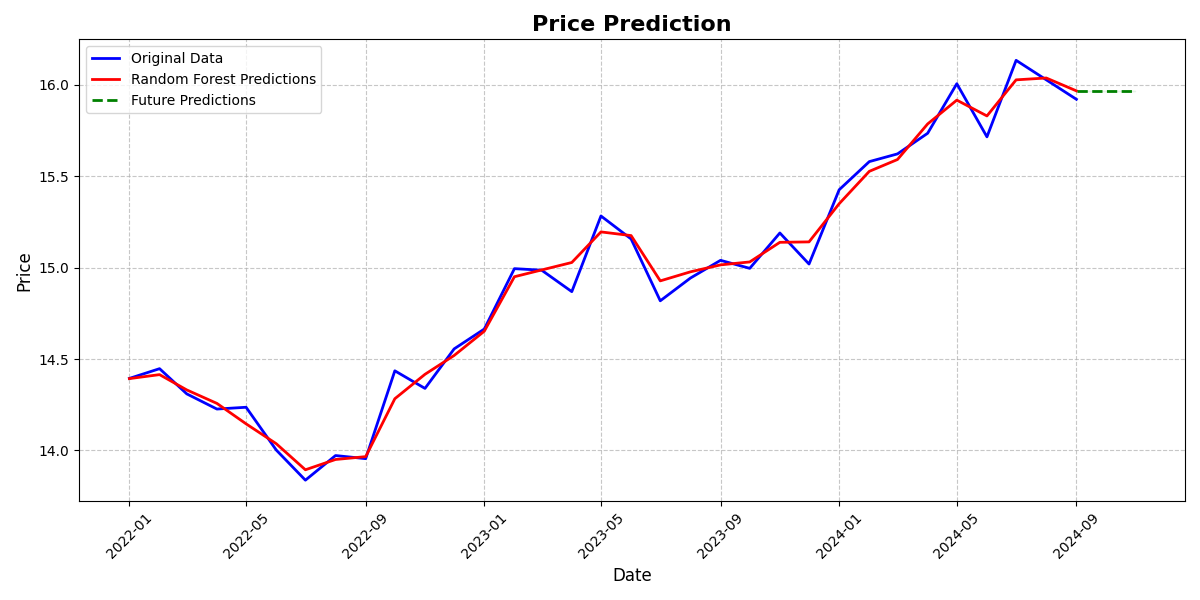 Price Prediction
Original Data
Random Forest Predictions
Future Predictions
Price
16.0
15.5
15.0
14.5
14.0
2022-01
2022-05
2022-09
2023-01
2023-05
2023-09
2024-01
2024-05
2024-09
Date